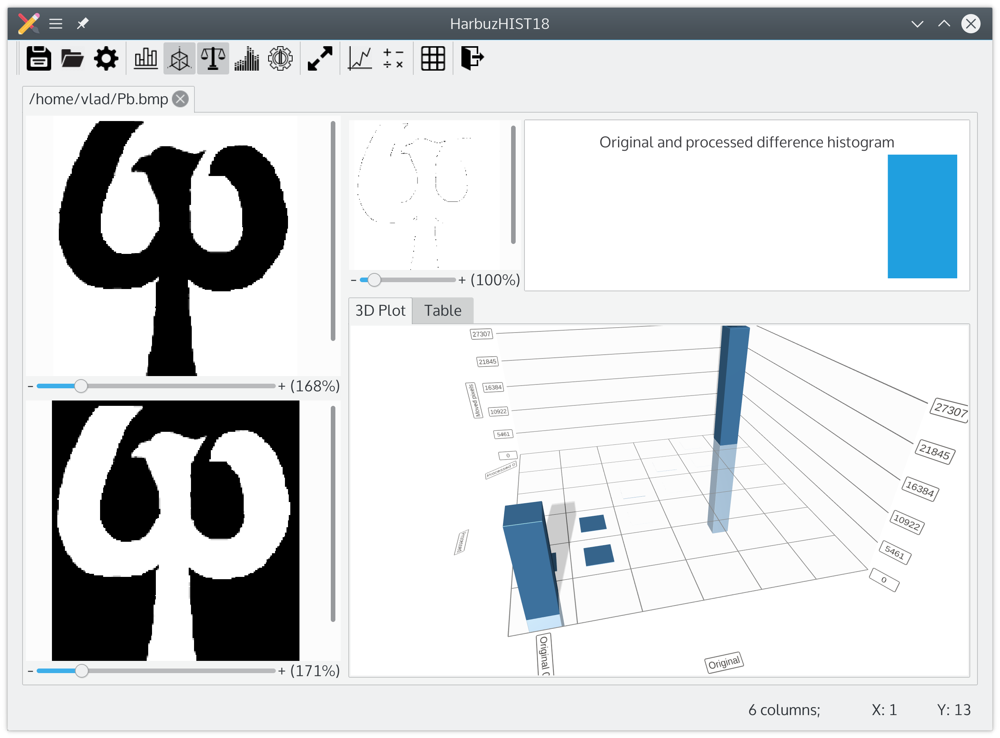 HarbuzHIST18
/home/vlad/Pb.bmp
- + (168%)
- + (171%)
- + (100%)
Original and processed difference histogram
3D Plot Table
27307
21845
16384
10922
5461
0
Moved pixels
Processed 0
Processed
27307
21845
16384
10922
5461
0
Original
Original
6 columns; X: 1 Y: 13